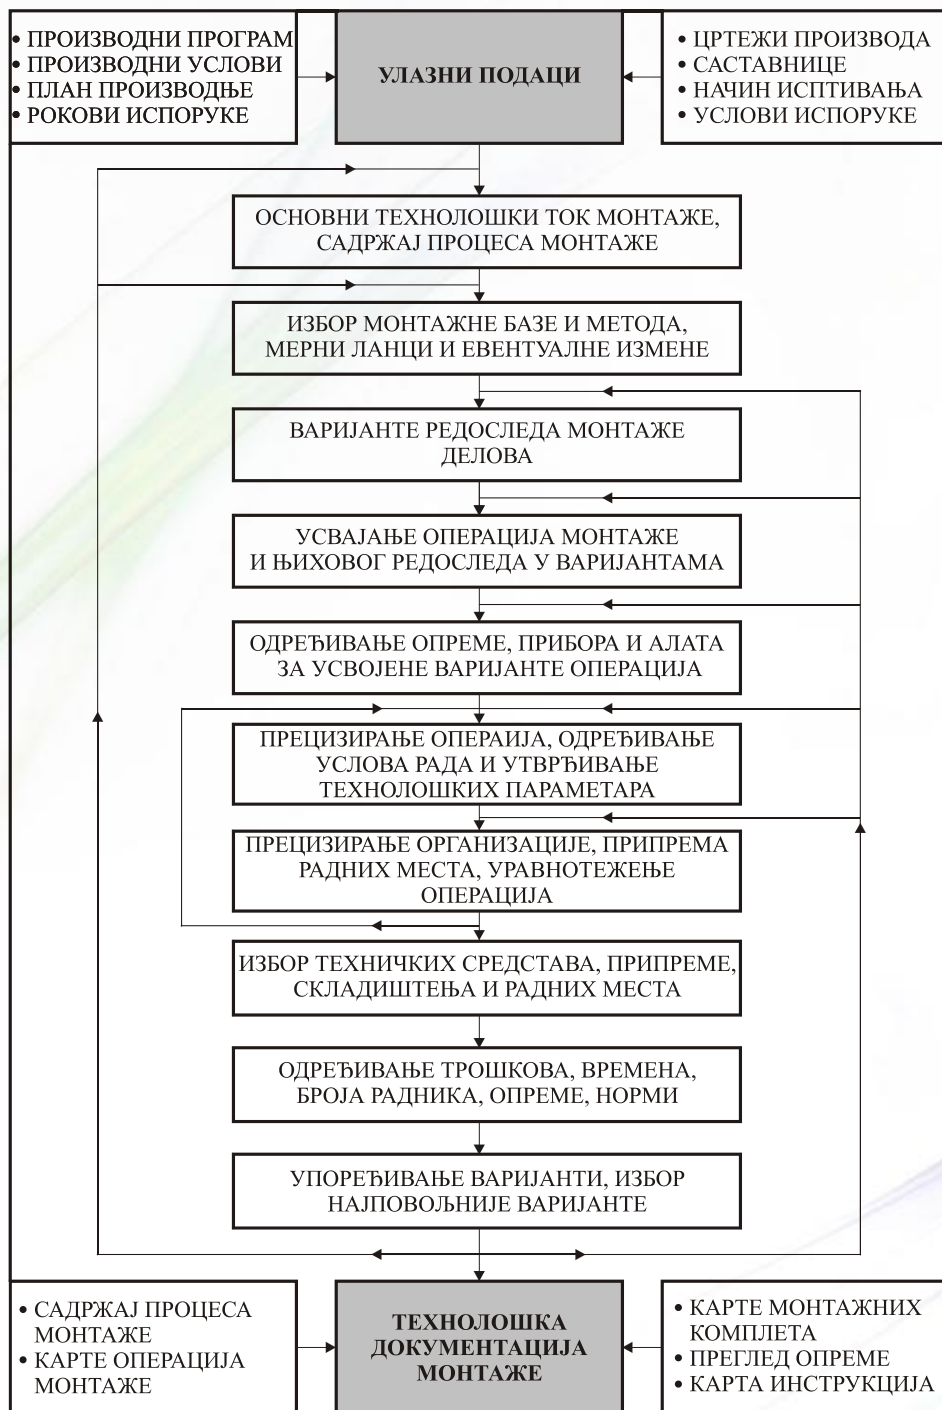 • ПРОИЗВОДНИ ПРОГРАМ
• ПРОИЗВОДНИ УСЛОВИ
• ПЛАН ПРОИЗВОДЊЕ
• РОКОВИ ИСПОРУКЕ
УЛАЗНИ ПОДАЦИ
• ЦРТЕЖИ ПРОИЗВОДА
• САСТАВНИЦЕ
• НАЧИН ИСПТИВАЊА
• УСЛОВИ ИСПОРУКЕ
ОСНОВНИ ТЕХНОЛОШКИ ТОК МОНТАЖЕ,
САДРЖАЈ ПРОЦЕСА МОНТАЖЕ
ИЗБОР МОНТАЖНЕ БАЗЕ И МЕТОДА,
МЕРНИ ЛАНЦИ И ЕВЕНТУАЛНЕ ИЗМЕНЕ
ВАРИЈАНТЕ РЕДОСЛЕДА МОНТАЖЕ
ДЕЛОВА
УСВАЈАЊЕ ОПЕРАЦИЈА МОНТАЖЕ
И ЊИХОВОГ РЕДОСЛЕДА У ВАРИЈАНТАМА
ОДРЕЂИВАЊЕ ОПРЕМЕ, ПРИБОРА И АЛАТА
ЗА УСВОЈЕНЕ ВАРИЈАНТЕ ОПЕРАЦИЈА
ПРЕЦИЗИРАЊЕ ОПЕРАИЈА, ОДРЕЂИВАЊЕ
УСЛОВА РАДА И УТВРЂИВАЊЕ
ТЕХНОЛОШКИХ ПАРАМЕТАРА
ПРЕЦИЗИРАЊЕ ОРГАНИЗАЦИЈЕ, ПРИПРЕМА
РАДНИХ МЕСТА, УРАВНОТЕЖЕЊЕ
ОПЕРАЦИЈА
ИЗБОР ТЕХНИЧКИХ СРЕДСТАВА, ПРИПРЕМЕ,
СКЛАДИШТЕЊА И РАДНИХ МЕСТА
ОДРЕЂИВАЊЕ ТРОШКОВА, ВРЕМЕНА,
БРОЈА РАДНИКА, ОПРЕМЕ, НОРМИ
УПОРЕЂИВАЊЕ ВАРИЈАНТИ, ИЗБОР
НАЈПОВОЉНИЈЕ ВАРИЈАНТЕ
• САДРЖАЈ ПРОЦЕСА
МОНТАЖЕ
• КАРТЕ ОПЕРАЦИЈА
МОНТАЖЕ
ТЕХНОЛОШКА
ДОКУМЕНТАЦИЈА
МОНТАЖЕ
• КАРТЕ МОНТАЖНИХ
КОМПЛЕТА
• ПРЕГЛЕД ОПРЕМЕ
• КАРТА ИНСТРУКЦИЈА